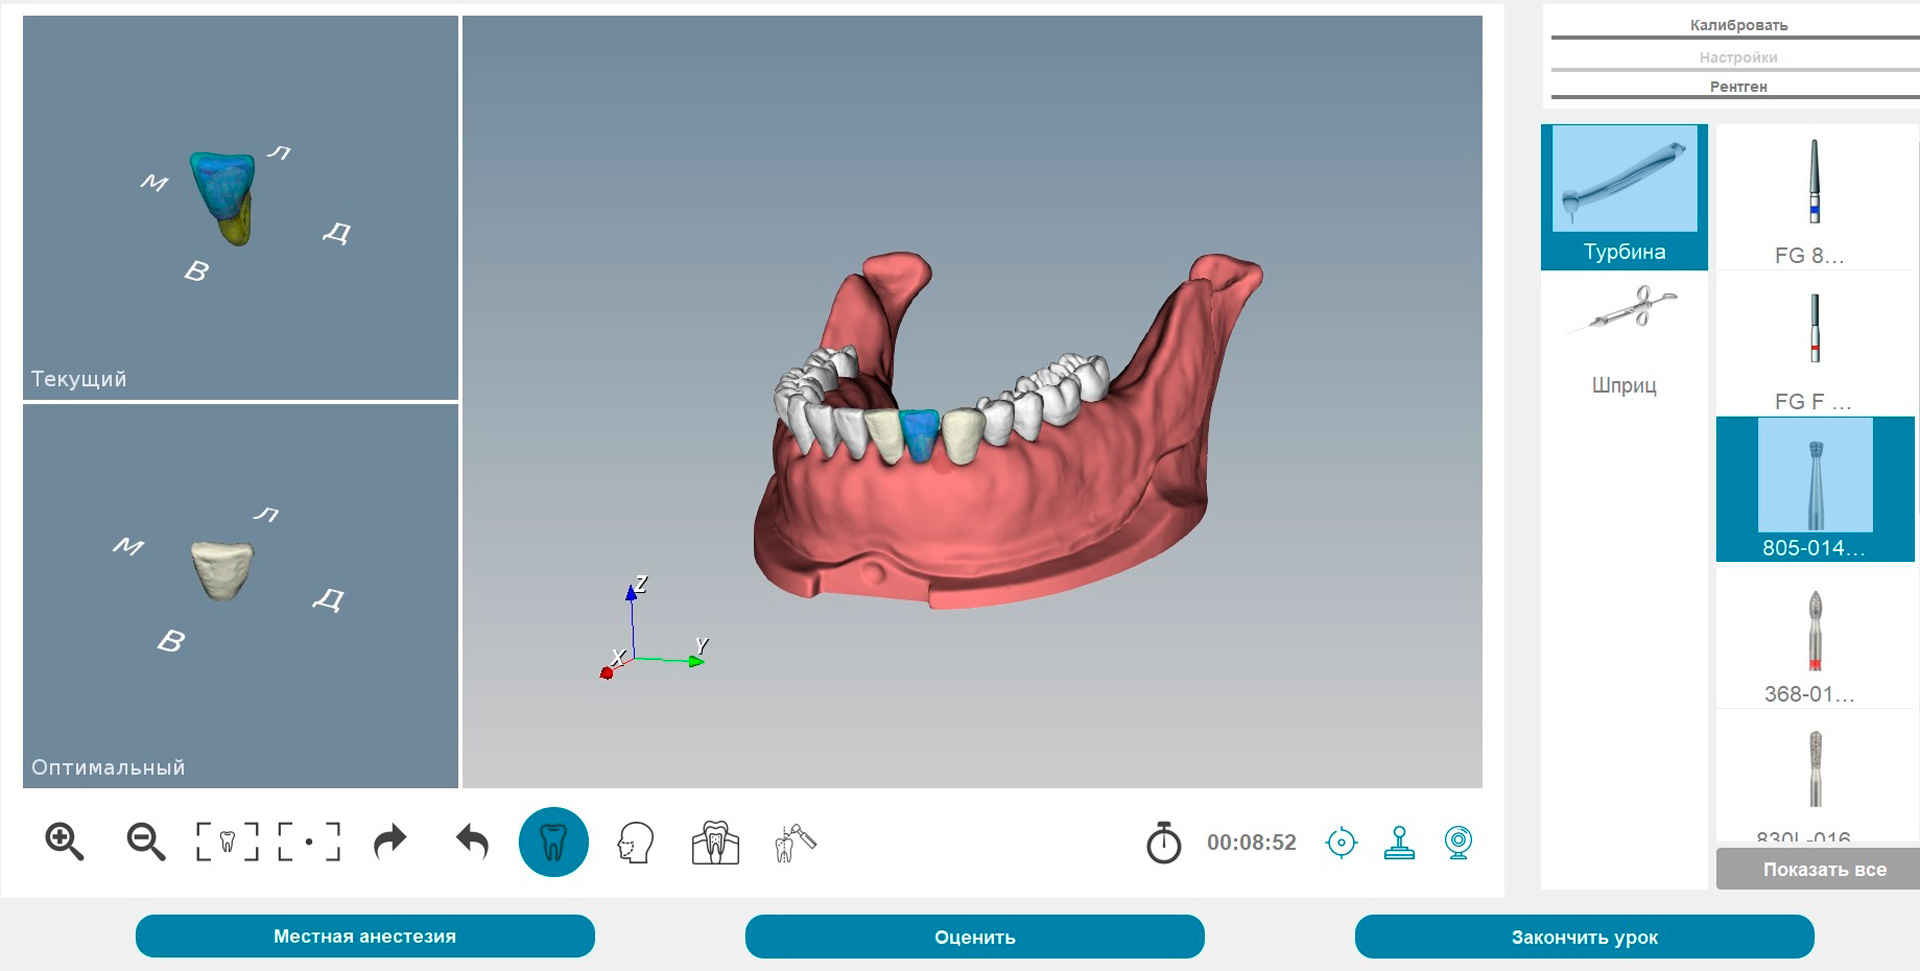 Калибровать
Настройки
Рентген
Л
М
Д
В
Текущий
Л
М
Д
В
Оптимальный
Z
Y
X
Турбина
Шприц
FG 8...
FG F ...
805-014...
368-01...
830L-016
Показать все
00:08:52
Местная анестезия
Оценить
Закончить урок